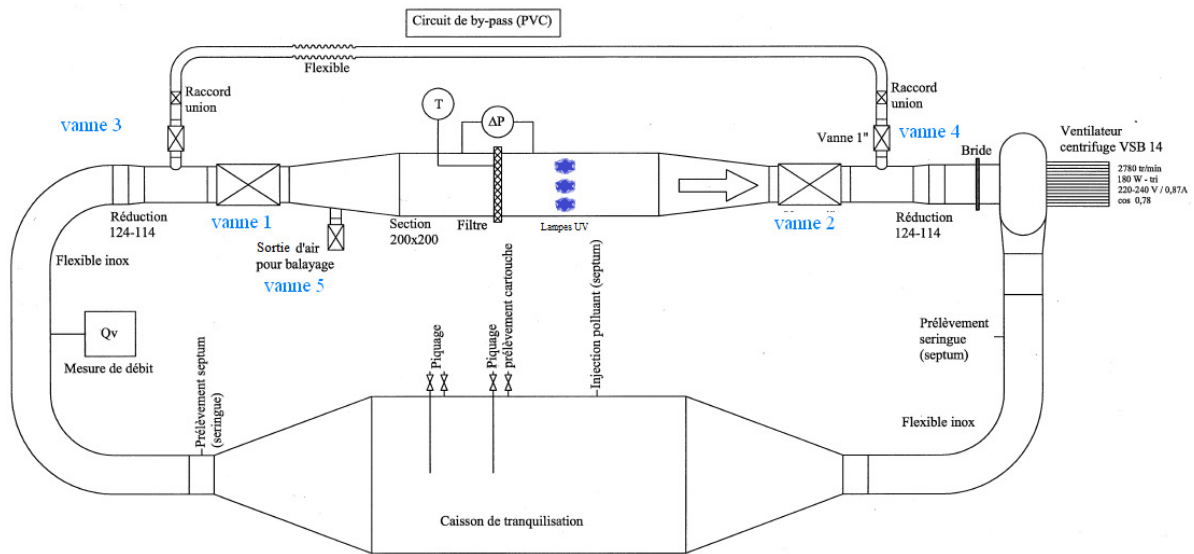 Circuit de by-pass (PVC)
Flexible
Raccord
union
Raccord
union
vanne 3
T
ΔP
Vanne 1"
vanne 4
Ventilateur
centrifuge VSB 14
Bride
2780 tr/min
180 W - tri
220-240 V / 0,87A
cos 0,78
Réduction
124-114
vanne 1
Section
200x200
Filtre
Lampes UV
vanne 2
Réduction
124-114
Sortie d'air
pour balayage
vanne 5
Flexible inox
Qv
Mesure de débit
Prélèvement septum
(seringue)
Piquage
Piquage
prélèvement cartouche
Injection polluant (septum)
Prélèvement
seringue
(septum)
Flexible inox
Caisson de tranquilisation